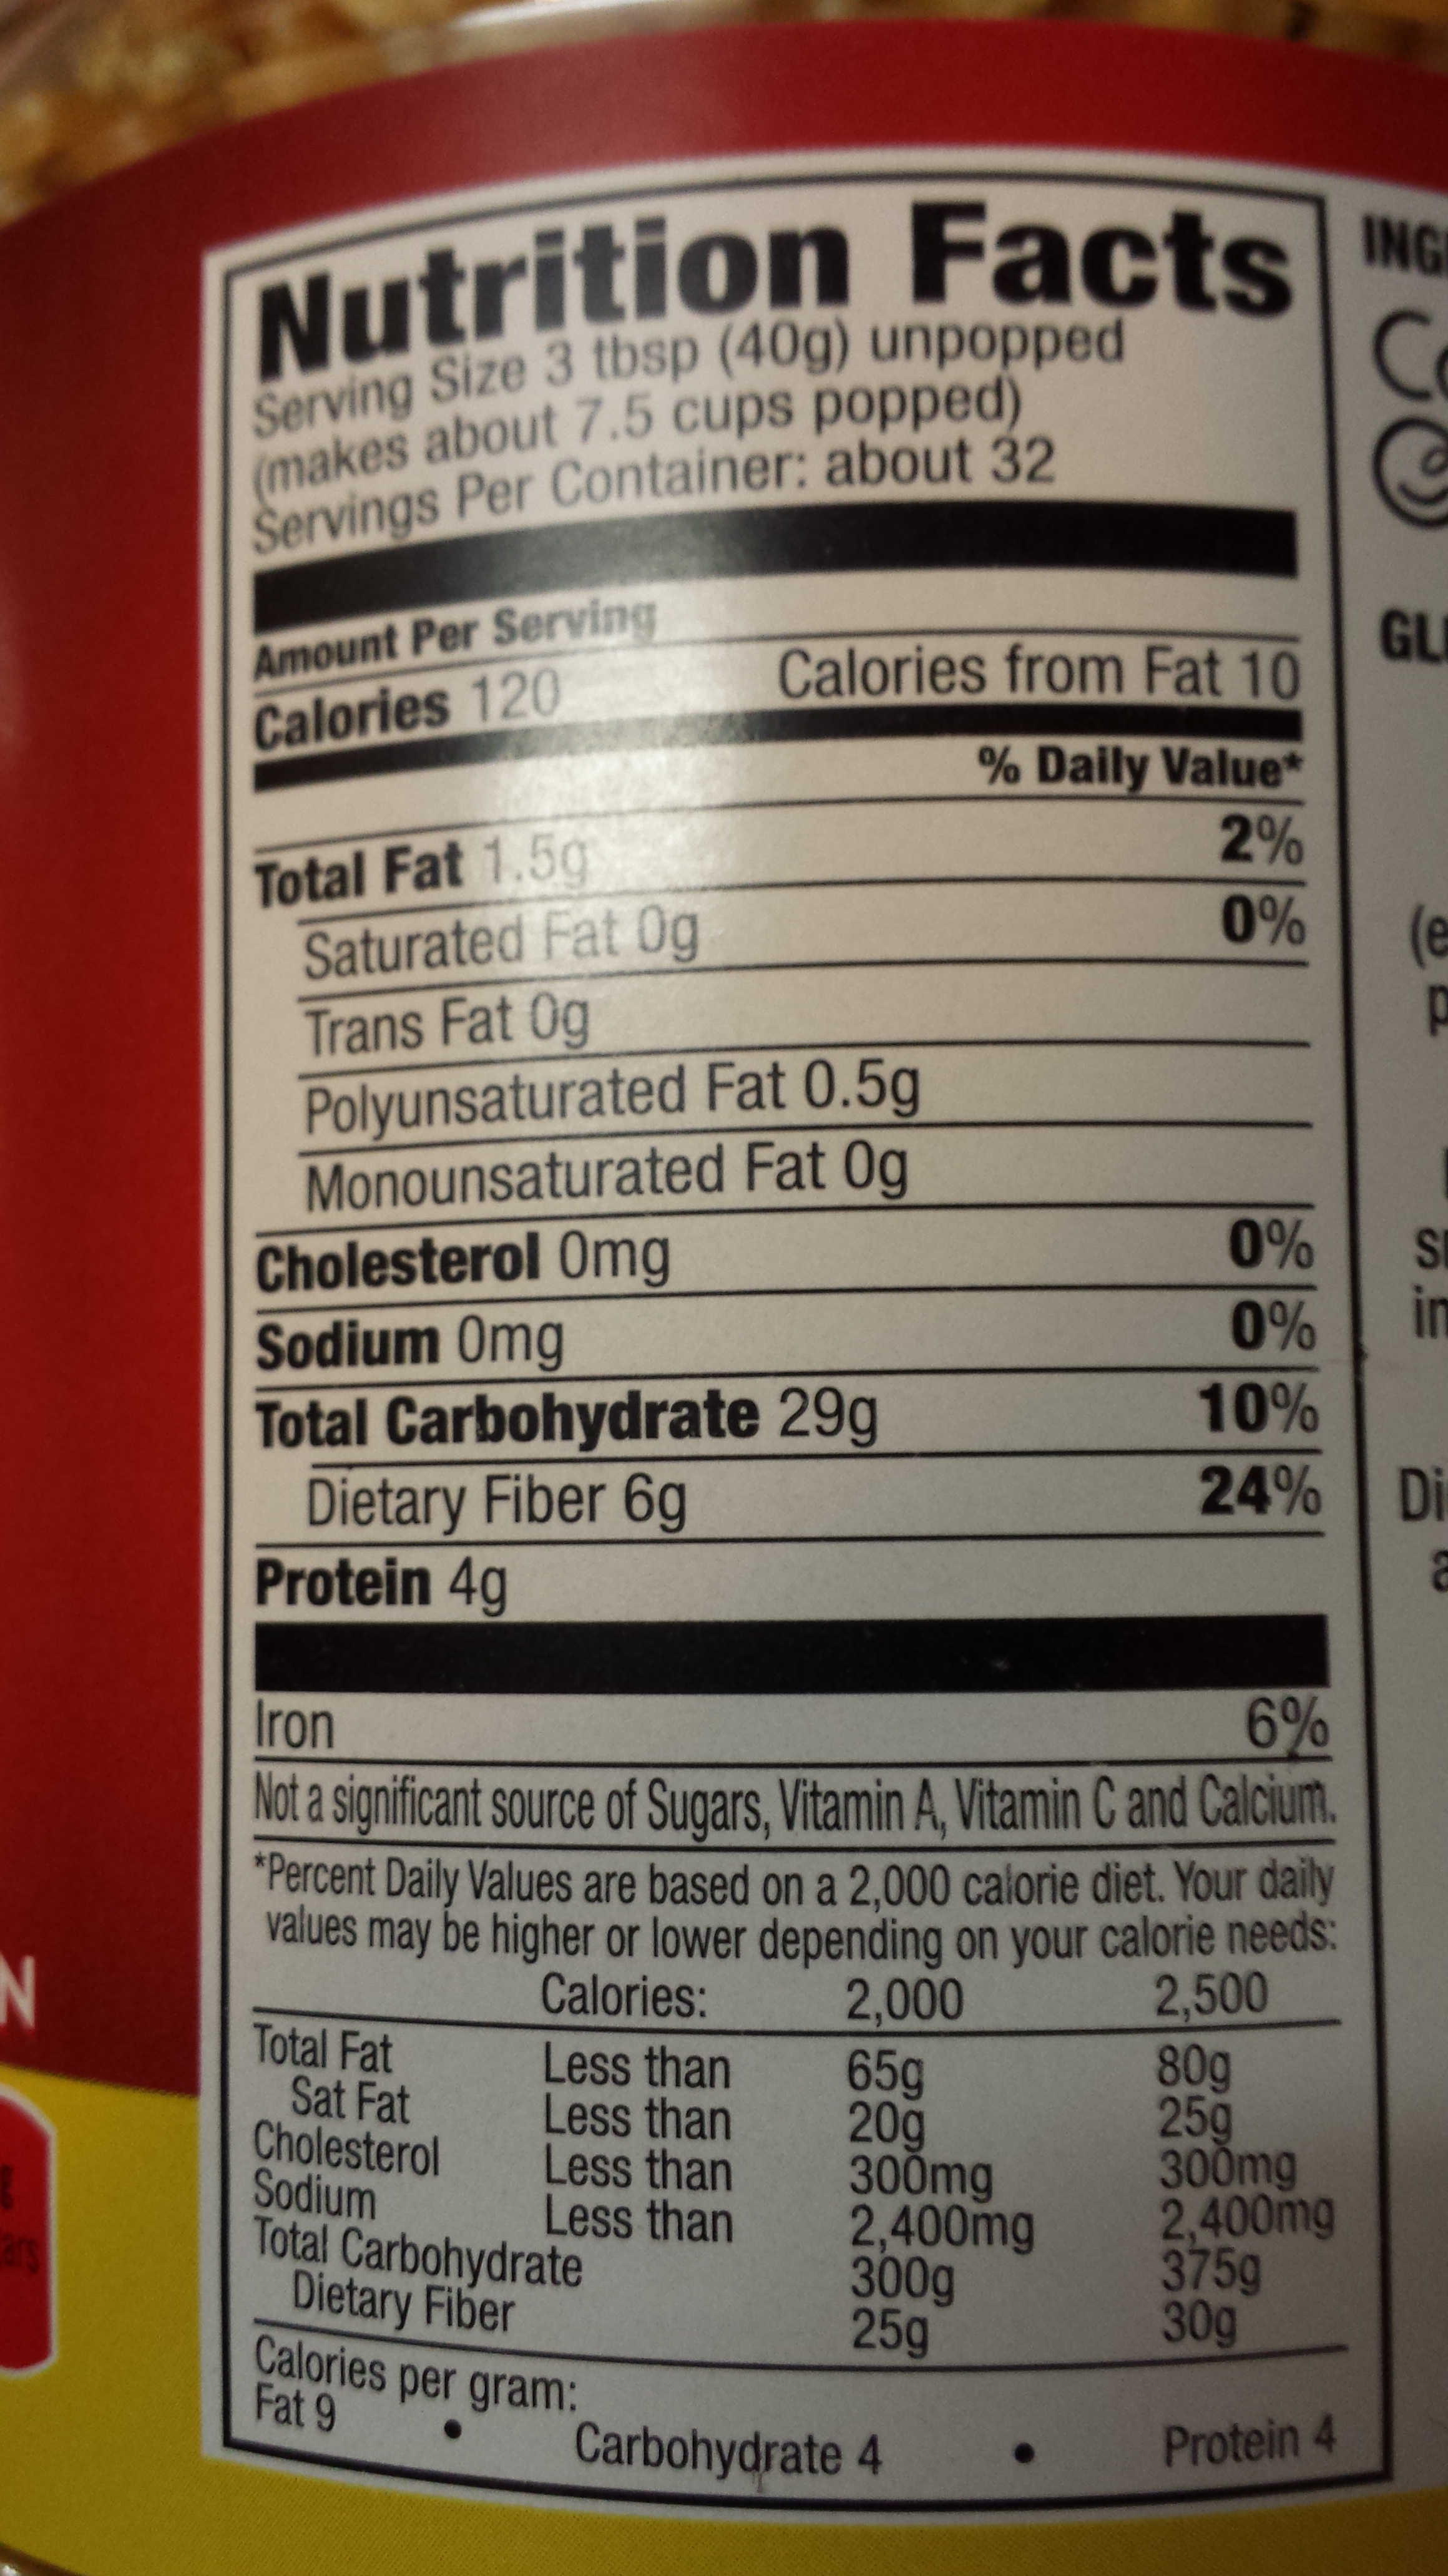 Nutrition Facts
Serving Size 3 tbsp (40g) unpopped
(makes about 7.5 cups popped)
Servings Per Container: about 32
Amount Per Serving
Calories 120 Calories from Fat 10
% Daily Value*
Total Fat 1.5g 2%
Saturated Fat 0g 0%
Trans Fat 0g
Polyunsaturated Fat 0.5g
Monounsaturated Fat 0g
Cholesterol 0mg 0%
Sodium 0mg 0%
Total Carbohydrate 29g 10%
Dietary Fiber 6g 24%
Protein 4g
Iron 6%
Not a significant source of Sugars, Vitamin A, Vitamin C and Calcium.
*Percent Daily Values are based on a 2,000 calorie diet. Your daily
values may be higher or lower depending on your calorie needs:
Calories: 2,000 2,500
Total Fat Less than 65g 80g
Sat Fat Less than 20g 25g
Cholesterol Less than 300mg 300mg
Sodium Less than 2,400mg 2,400mg
Total Carbohydrate 300g 375g
Dietary Fiber 25g 30g
Calories per gram:
Fat 9 • Carbohydrate 4 • Protein 4